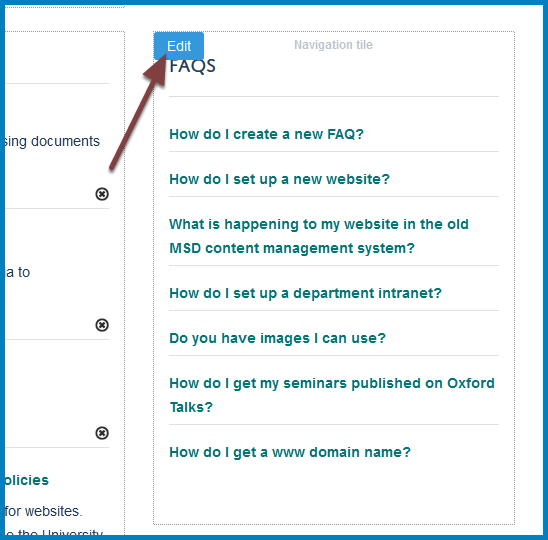 Edit
Navigation tile
FAQS
How do I create a new FAQ?
How do I set up a new website?
What is happening to my website in the old
MSD content management system?
How do I set up a department intranet?
Do you have images I can use?
How do I get my seminars published on Oxford
Talks?
How do I get a www domain name?
sing documents
a to
olicies
for websites.
e the University